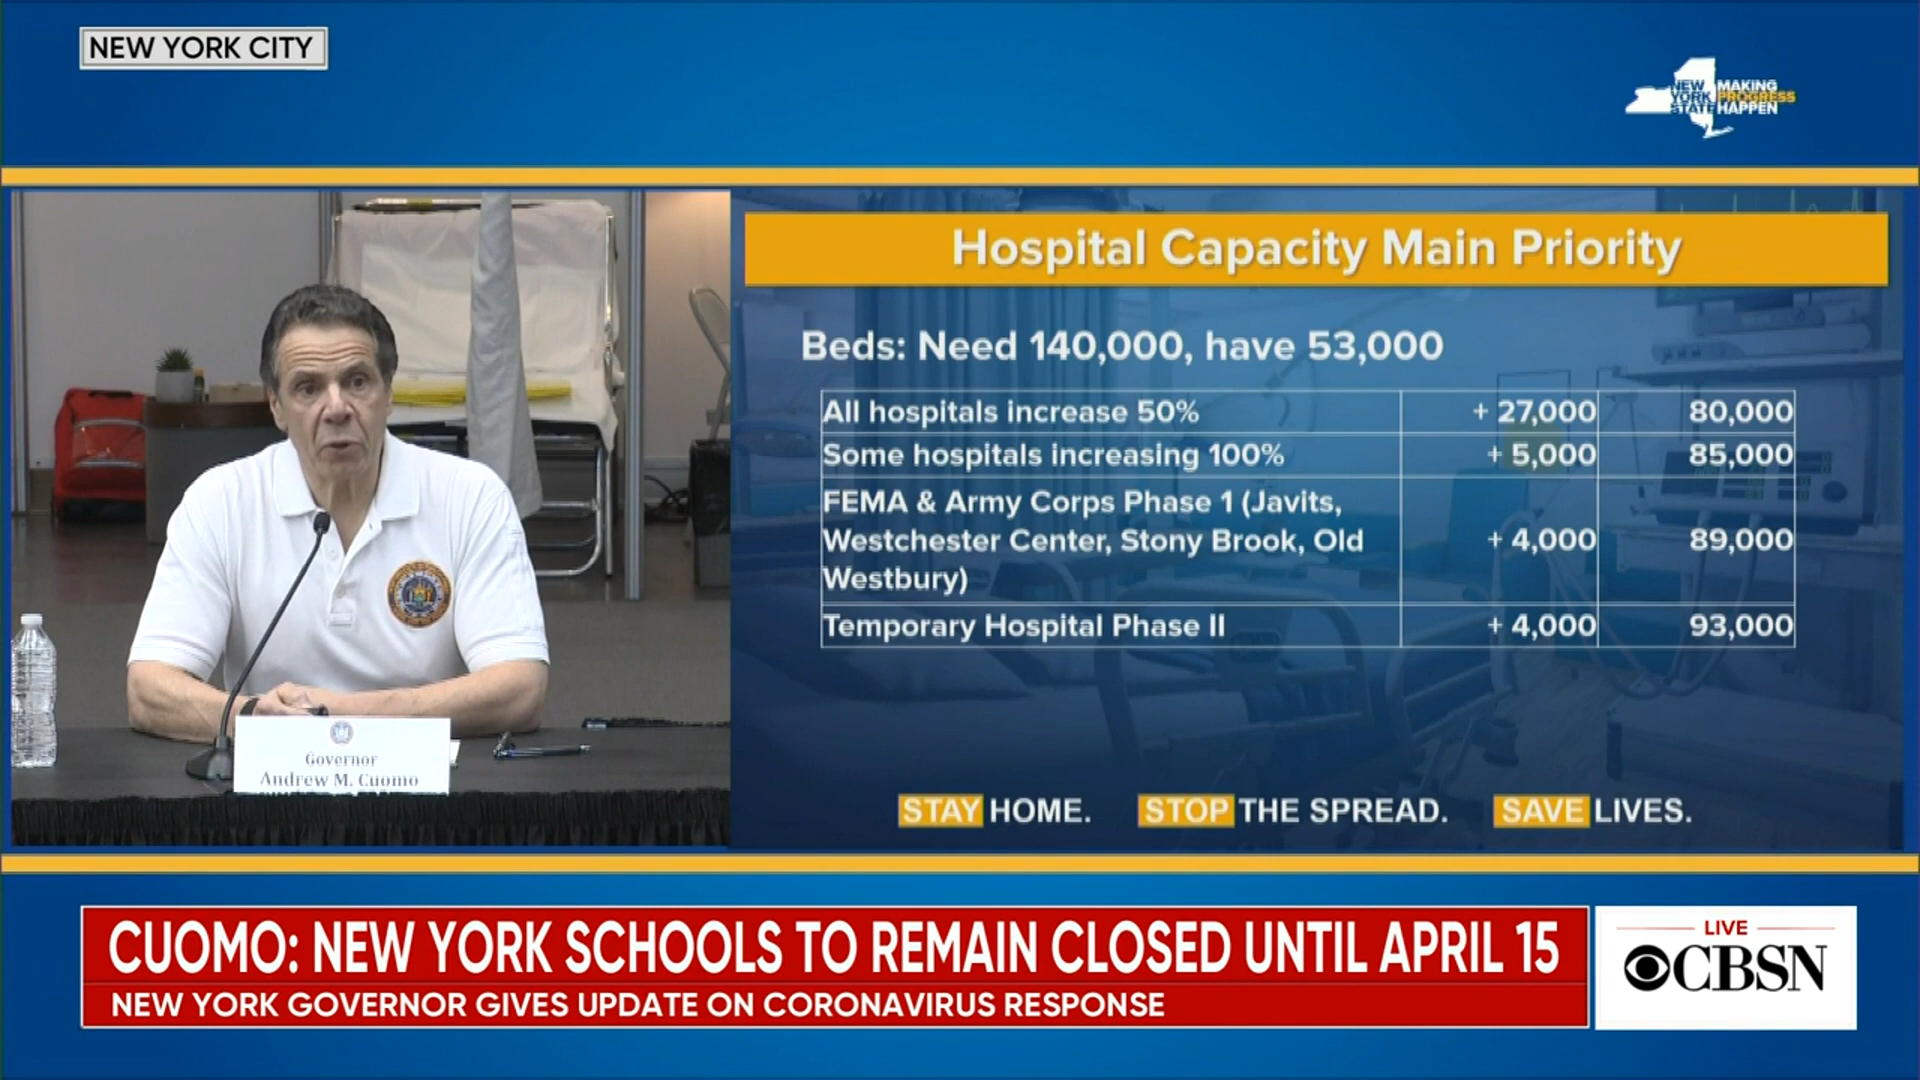 NEW YORK CITY
NEW YORK STATE
MAKING PROGRESS HAPPEN
Hospital Capacity Main Priority
Beds: Need 140,000, have 53,000
All hospitals increase 50% + 27,000 80,000
Some hospitals increasing 100% + 5,000 85,000
FEMA & Army Corps Phase 1 (Javits,
Westchester Center, Stony Brook, Old + 4,000 89,000
Westbury)
Temporary Hospital Phase II + 4,000 93,000
STAY HOME. STOP THE SPREAD. SAVE LIVES.
Governor
Andrew M. Cuomo
CUOMO: NEW YORK SCHOOLS TO REMAIN CLOSED UNTIL APRIL 15
NEW YORK GOVERNOR GIVES UPDATE ON CORONAVIRUS RESPONSE
LIVE
CBSN